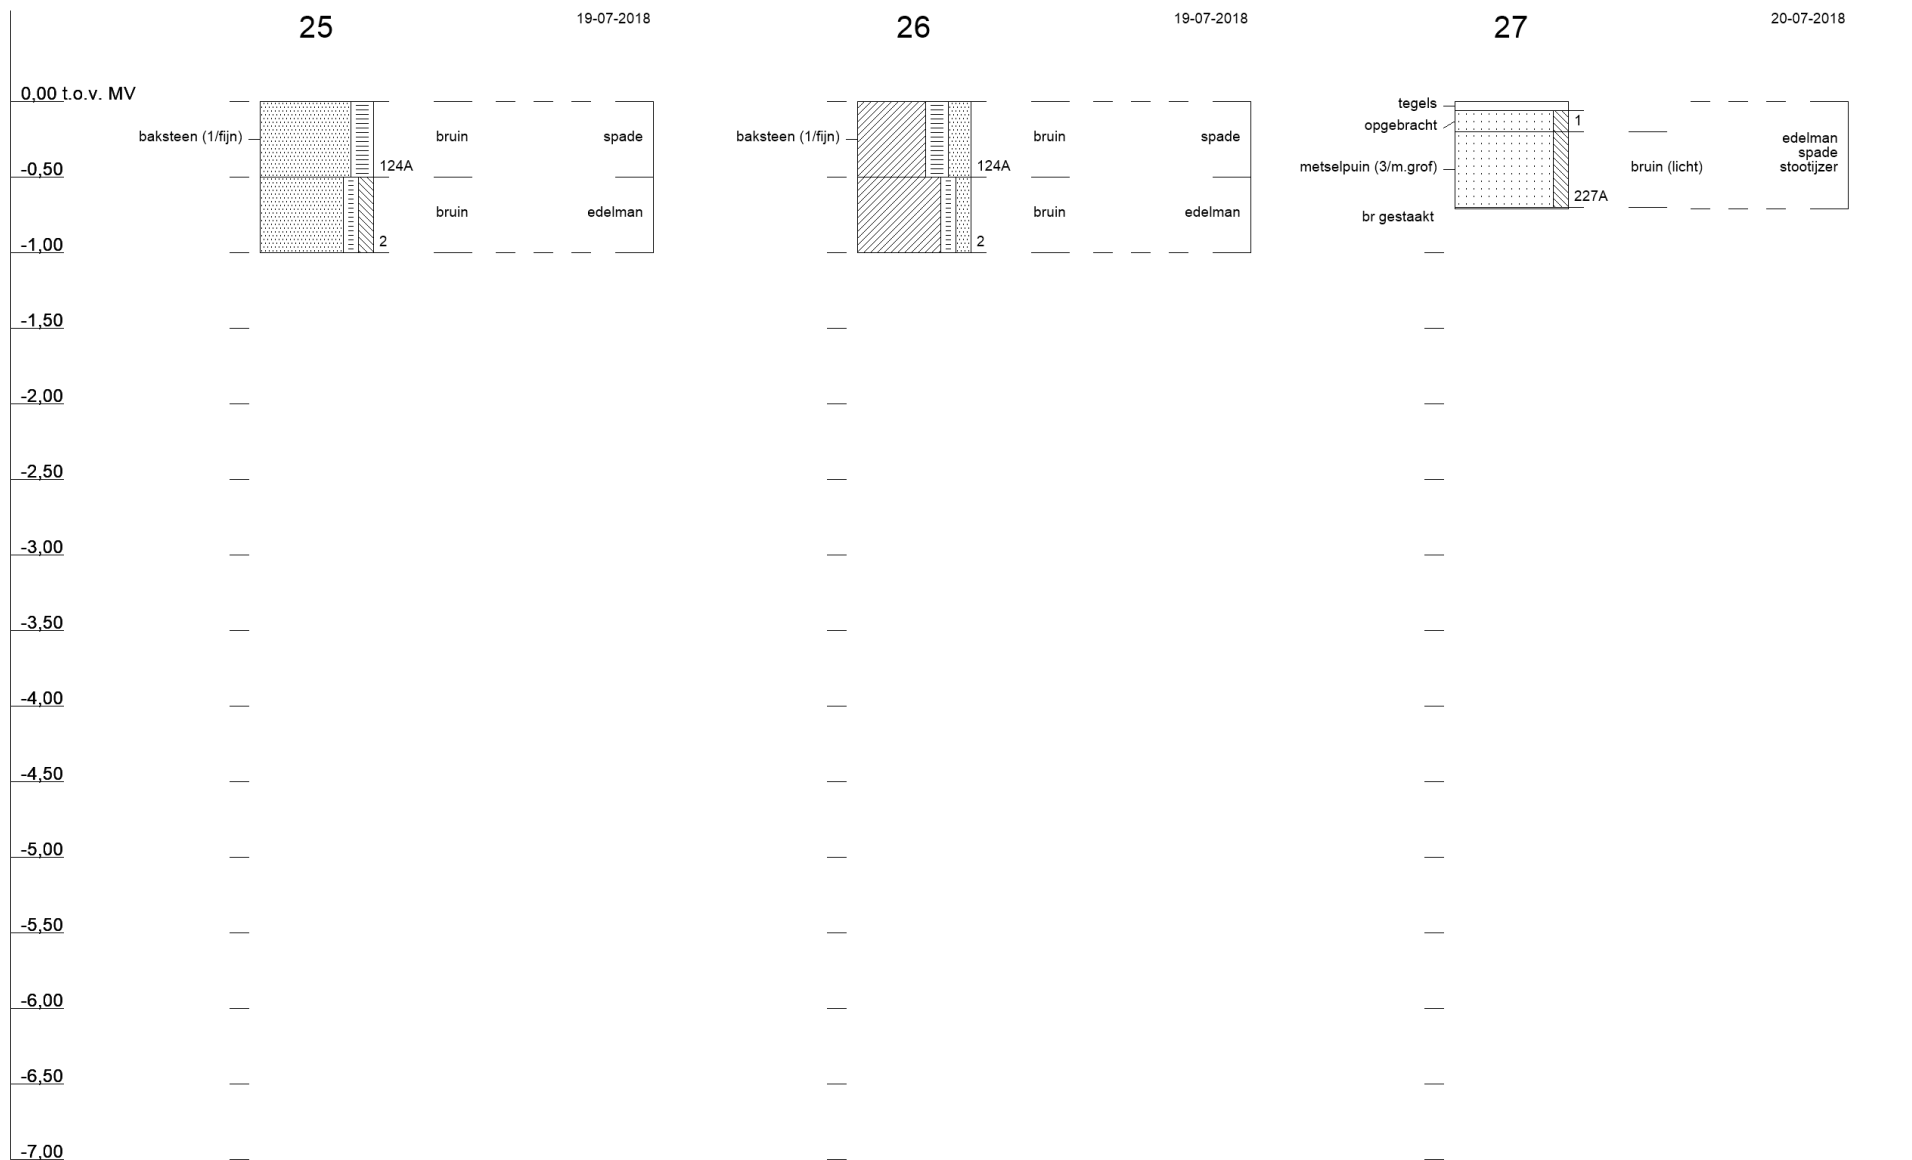 25
19-07-2018
26
19-07-2018
27
20-07-2018
0,00 t.o.v. MV
-0,50
-1,00
-1,50
-2,00
-2,50
-3,00
-3,50
-4,00
-4,50
-5,00
-5,50
-6,00
-6,50
-7,00
baksteen (1/fijn)
bruin
spade
124A
bruin
edelman
2
baksteen (1/fijn)
bruin
spade
124A
bruin
edelman
2
tegels
opgebracht
1
metselpuin (3/m.grof)
bruin (licht)
227A
br gestaakt
edelman
spade
stootijzer